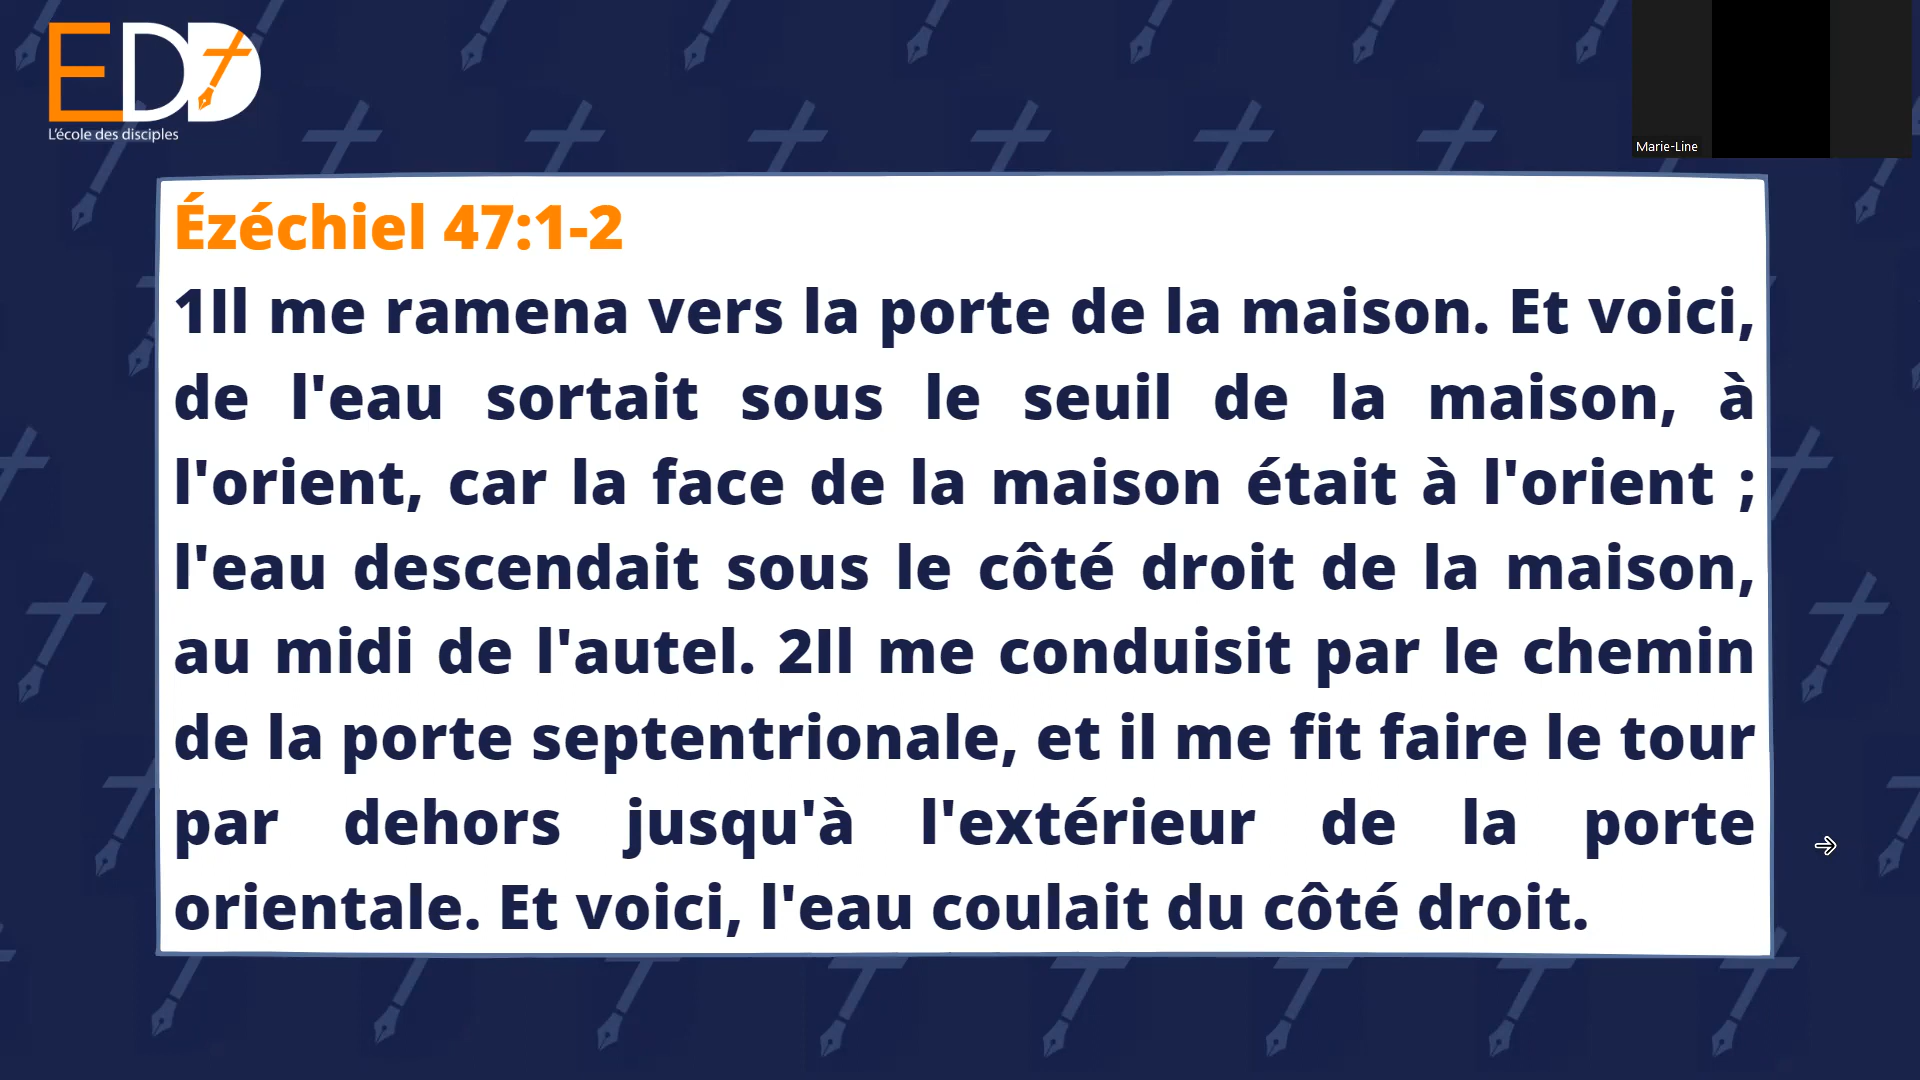 EDD
L'école des disciples
Marie-Line
Ézéchiel 47:1-2
1Il me ramena vers la porte de la maison. Et voici,
de l'eau sortait sous le seuil de la maison, à
l'orient, car la face de la maison était à l'orient ;
l'eau descendait sous le côté droit de la maison,
au midi de l'autel. 2Il me conduisit par le chemin
de la porte septentrionale, et il me fit faire le tour
par dehors jusqu'à l'extérieur de la porte
orientale. Et voici, l'eau coulait du côté droit.